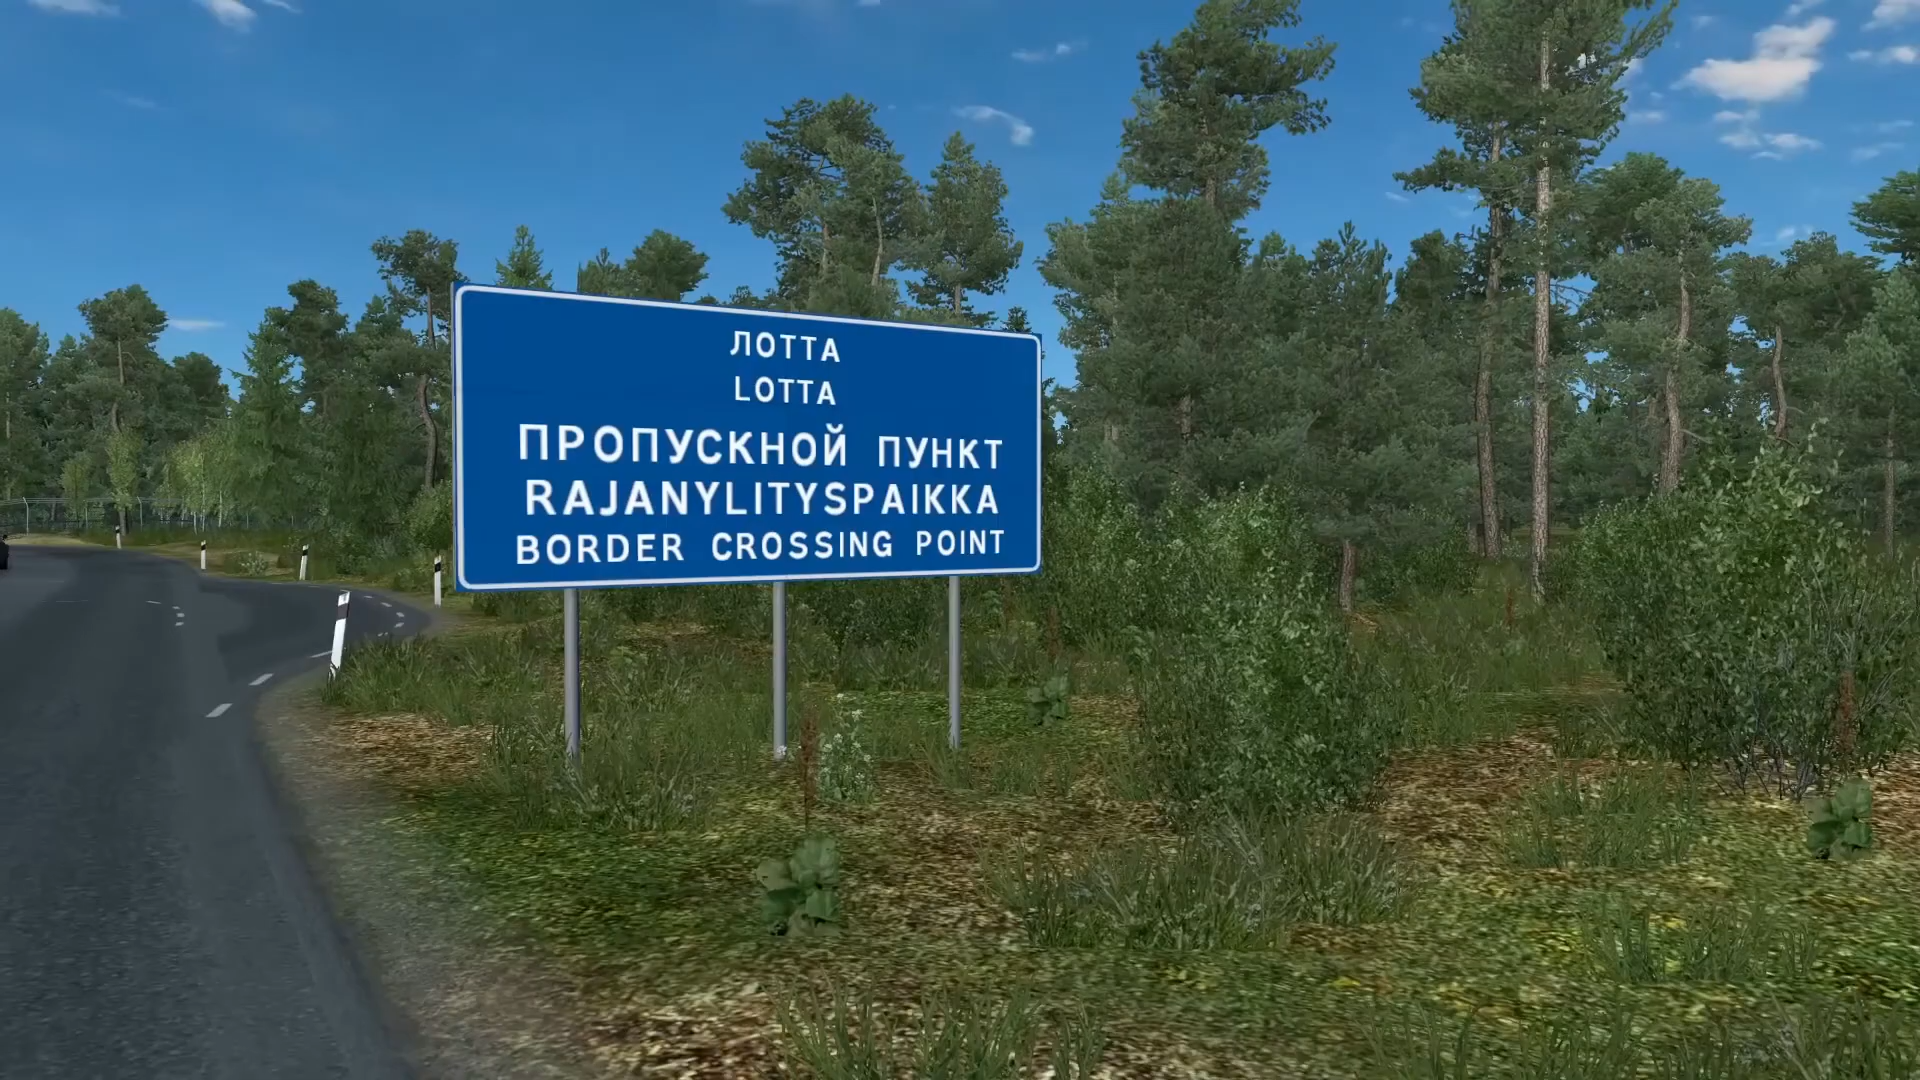 ЛОТТА
LOTTA
ПРОПУСКНОЙ ПУНКТ
RAJANYLITYSPAIKKA
BORDER CROSSING POINT